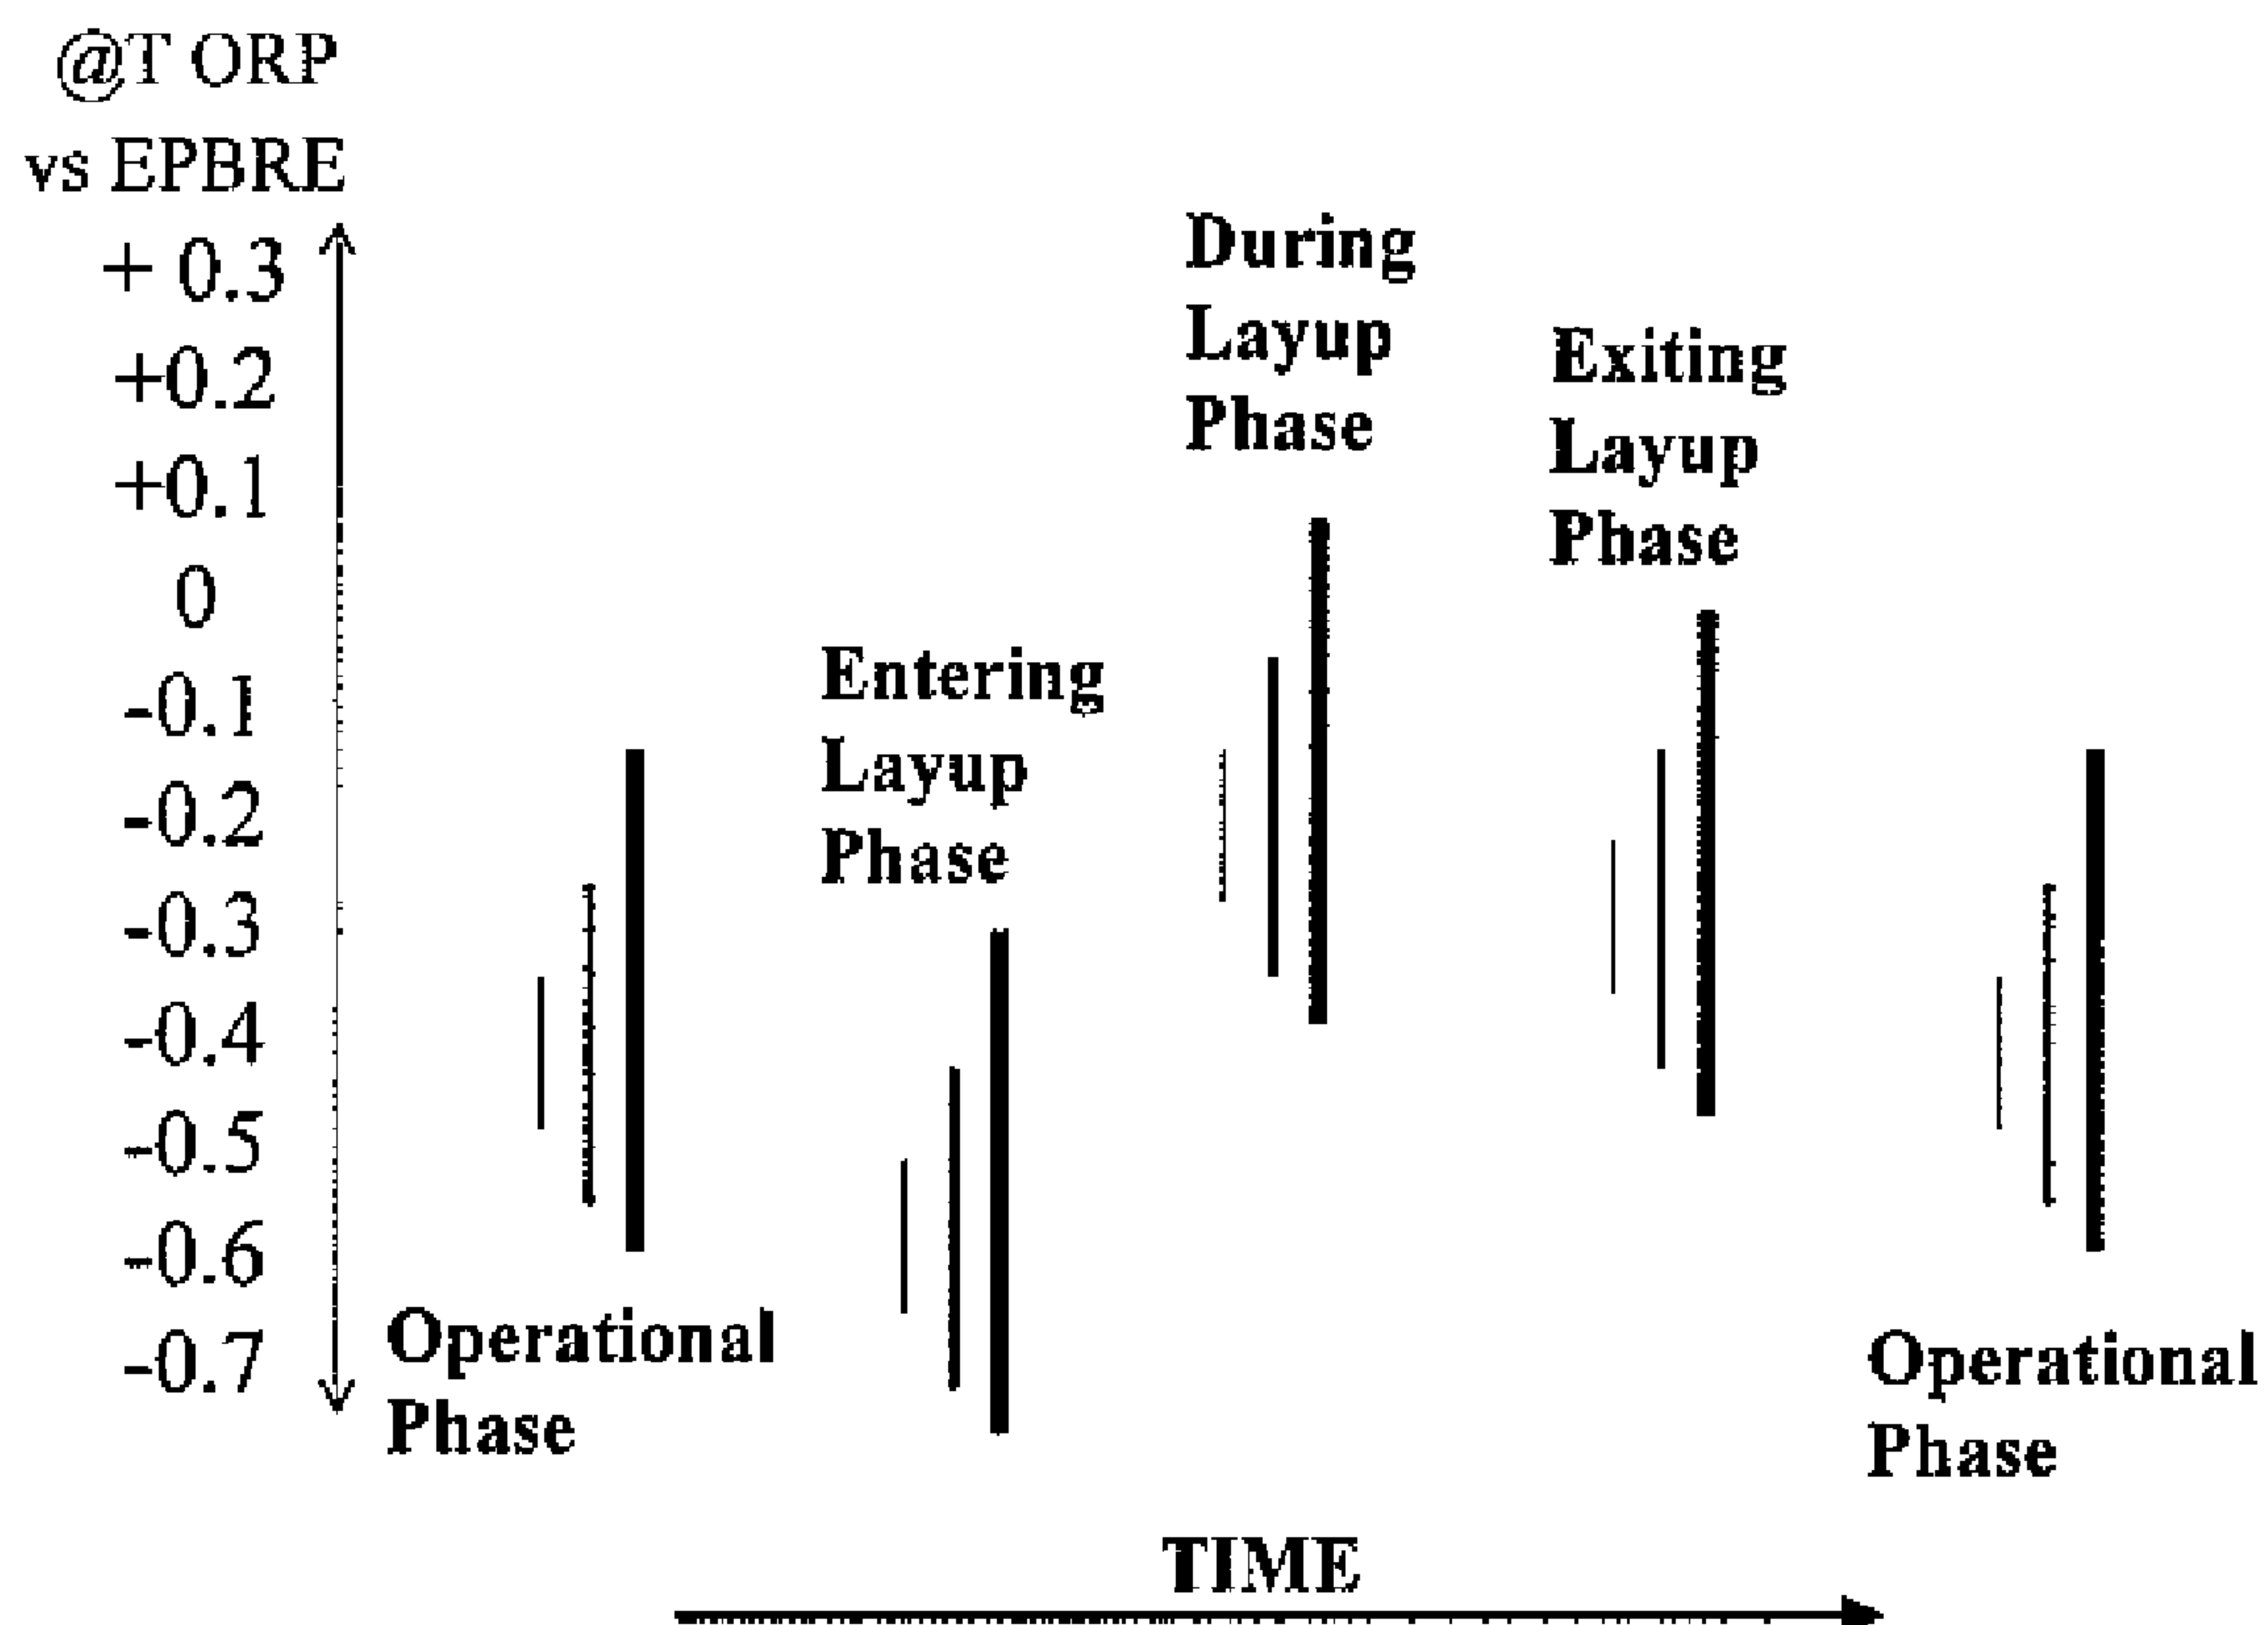 @T ORP
vs EPBRE
+ 0.3
+0.2
+0.1
0
-0.1
-0.2
-0.3
-0.4
-0.5
-0.6
-0.7
Operational
Phase
Entering
Layup
Phase
During
Layup
Phase
Exiting
Layup
Phase
Operational
Phase
TIME